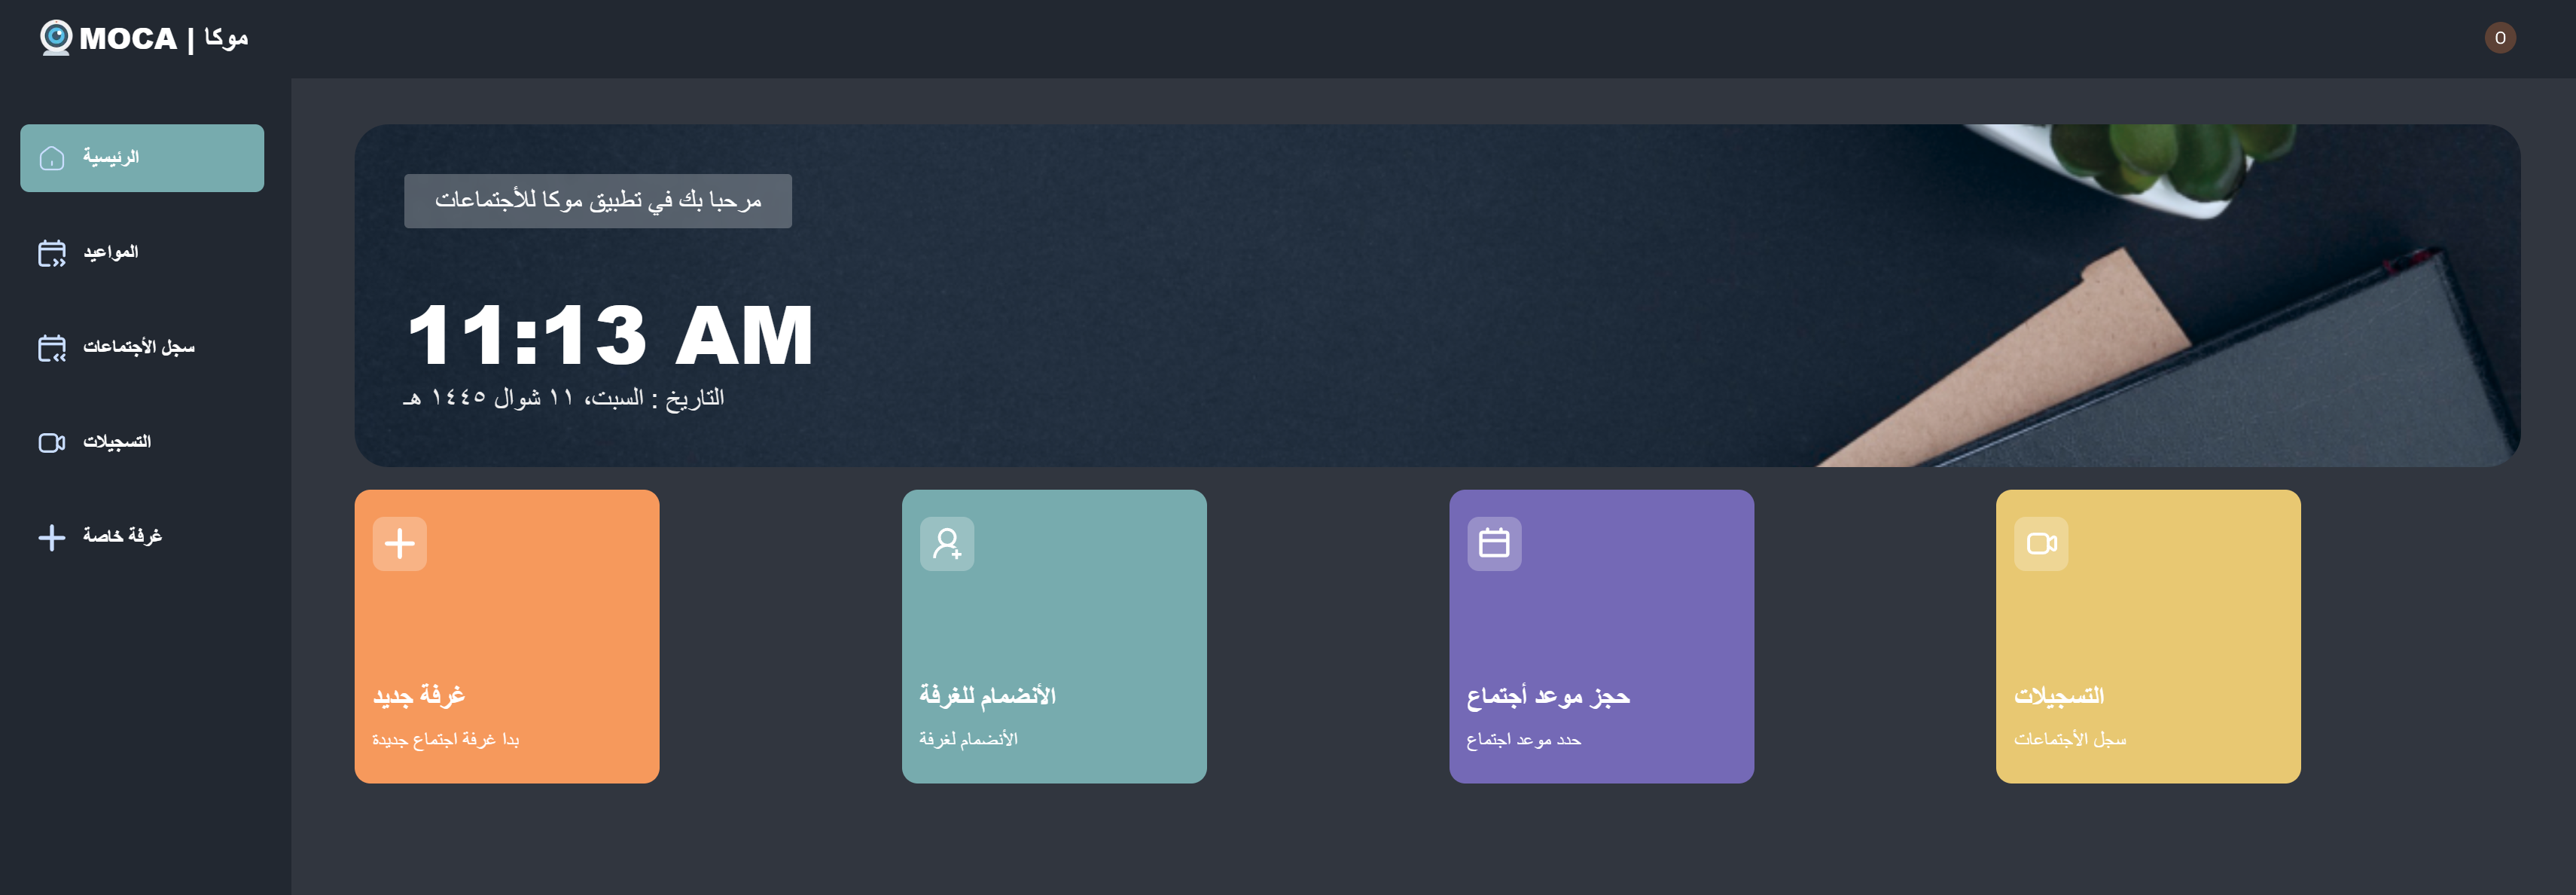 MOCA | موكا
O
الرئيسية
المواعيد
سجل الأجتماعات
التسجيلات
غرفة خاصة
مرحبا بك في تطبيق موكا للأجتماعات
11:13 AM
التاريخ : السبت، ١١ شوال ١٤٤٥ هـ
غرفة جديد
بدا غرفة اجتماع جديدة
الأنضمام للغرفة
الأنضمام لغرفة
حجز موعد أجتماع
حدد موعد اجتماع
التسجيلات
سجل الأجتماعات